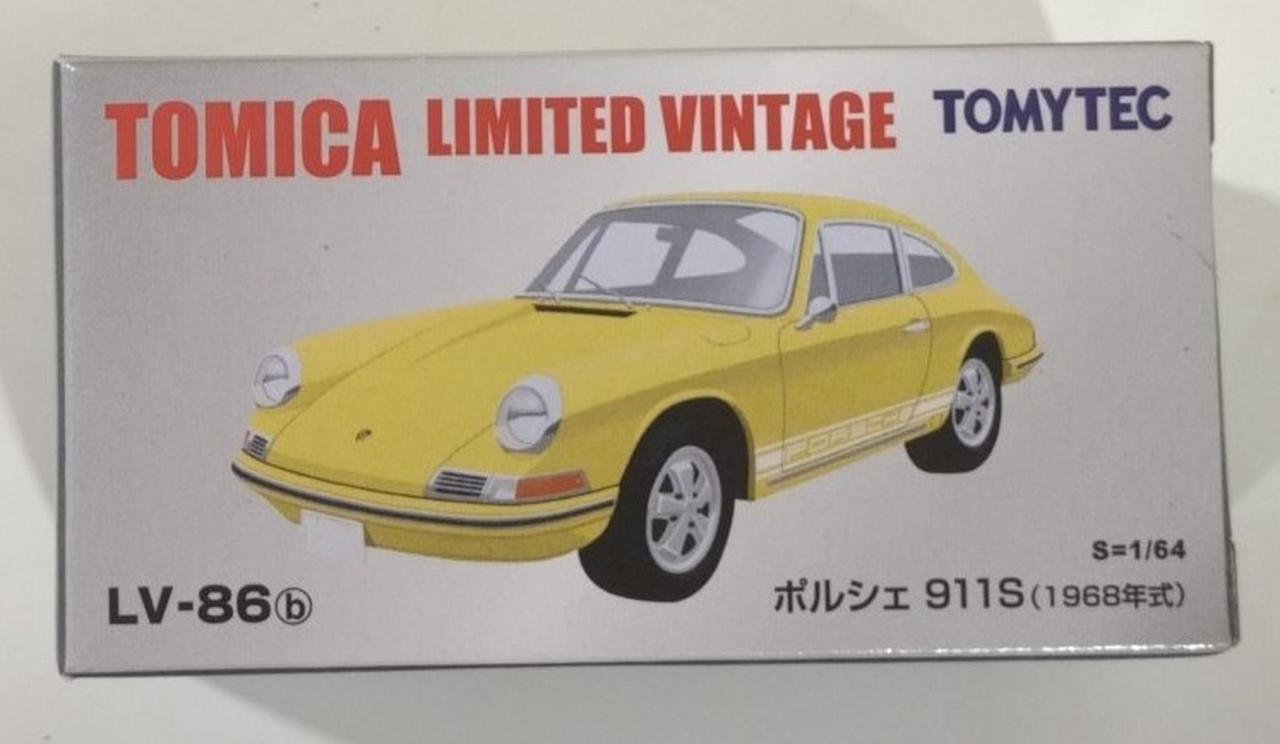 TOMICA LIMITED VINTAGE TOMYTEC
PORSCHE
S=1/64
LV-86ⓑ ポルシェ 911S(1968年式)